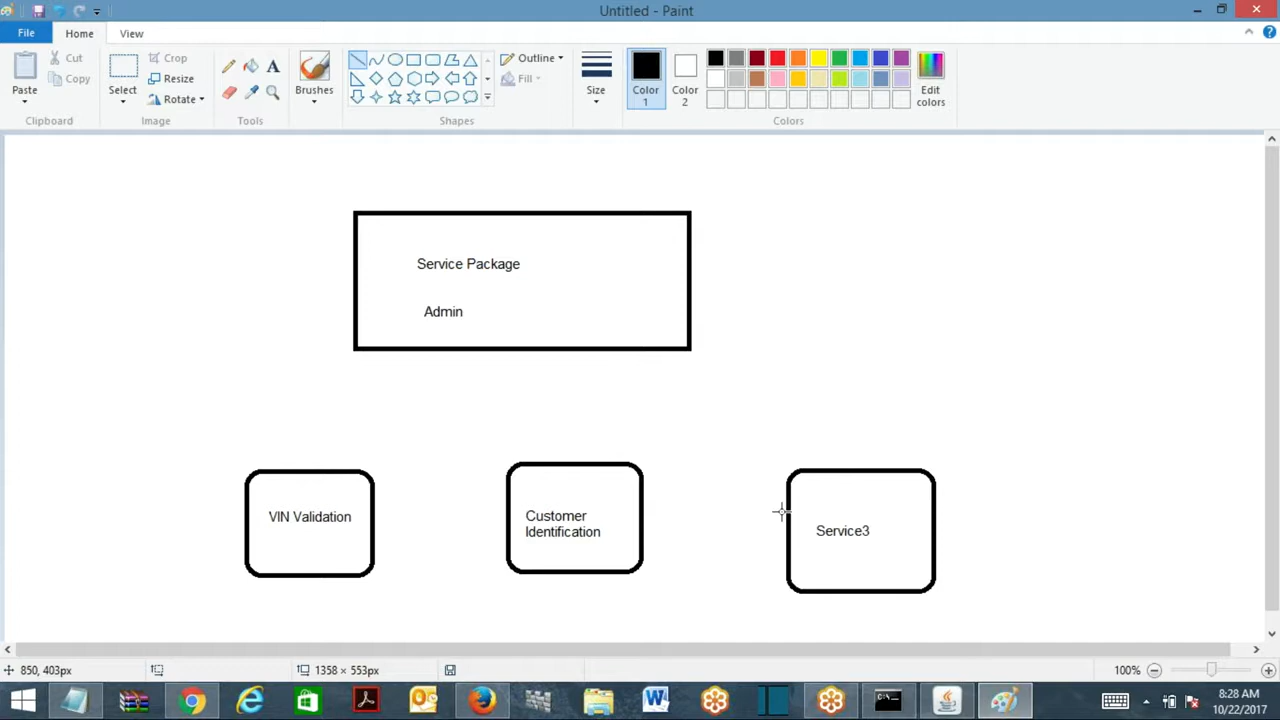 Untitled - Paint
File
Home
View
Cut
Copy
Paste
Clipboard
Crop
Resize
Rotate
Select
Image
Tools
Brushes
Outline
Fill
Shapes
Size
Color 1
Color 2
Edit colors
Colors
Service Package
Admin
VIN Validation
Customer
Identification
Service3
850, 403px
1358 × 553px
100%
8:28 AM
10/22/2017